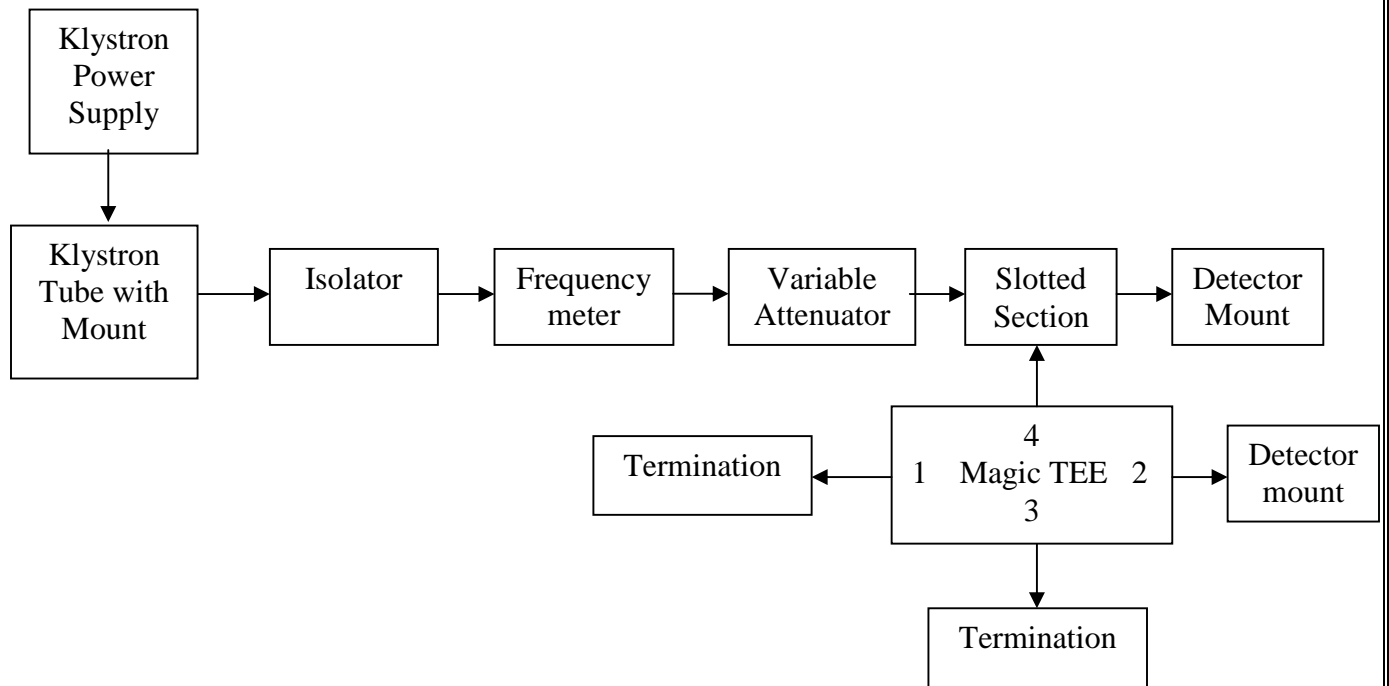 Klystron
Power
Supply
Klystron
Tube with
Mount
Isolator
Frequency
meter
Variable
Attenuator
Slotted
Section
Detector
Mount
Termination
4
1 Magic TEE 2
3
Detector
mount
Termination